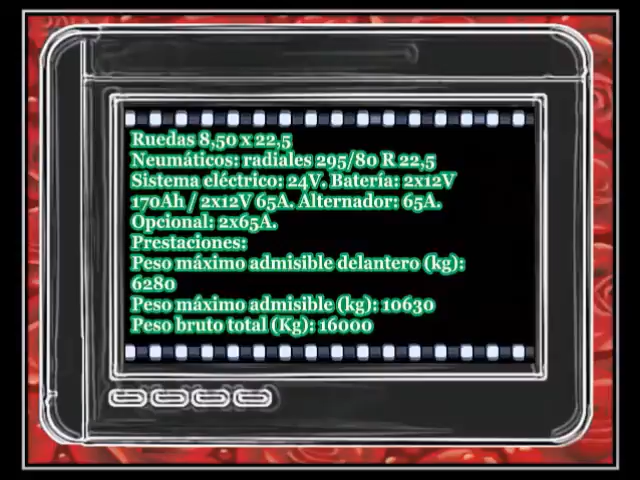 Ruedas 8,50 x 22,5
Neumáticos: radiales 295/80 R 22,5
Sistema eléctrico: 24V. Batería: 2x12V
170Ah / 2x12V 65A. Alternador: 65A.
Opcional: 2x65A.
Prestaciones:
Peso máximo admisible delantero (kg):
6280
Peso máximo admisible (kg): 10630
Peso bruto total (Kg): 16000